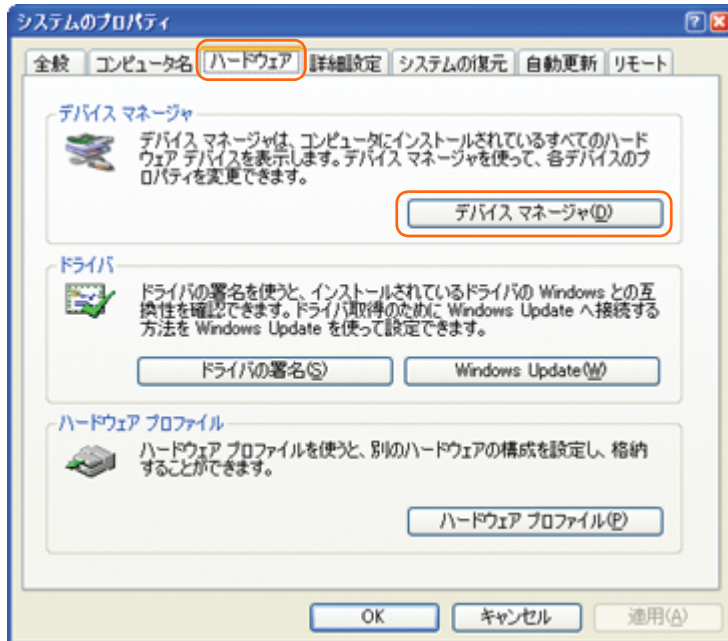 システムのプロパティ
全般 コンピュータ名 ハードウェア 詳細設定 システムの復元 自動更新 リモート
デバイス マネージャ
デバイス マネージャは、コンピュータにインストールされているすべてのハード
ウェア デバイスを表示します。デバイス マネージャを使って、各デバイスのプ
ロパティを変更できます。
デバイス マネージャ(D)
ドライバ
ドライバの署名を使うと、インストールされているドライバの Windows との互
換性を確認できます。ドライバ取得のために Windows Update へ接続する
方法を Windows Update を使って設定できます。
ドライバの署名(S) Windows Update(W)
ハードウェア プロファイル
ハードウェア プロファイルを使うと、別のハードウェアの構成を設定し、格納
することができます。
ハードウェア プロファイル(P)
OK キャンセル 適用(A)